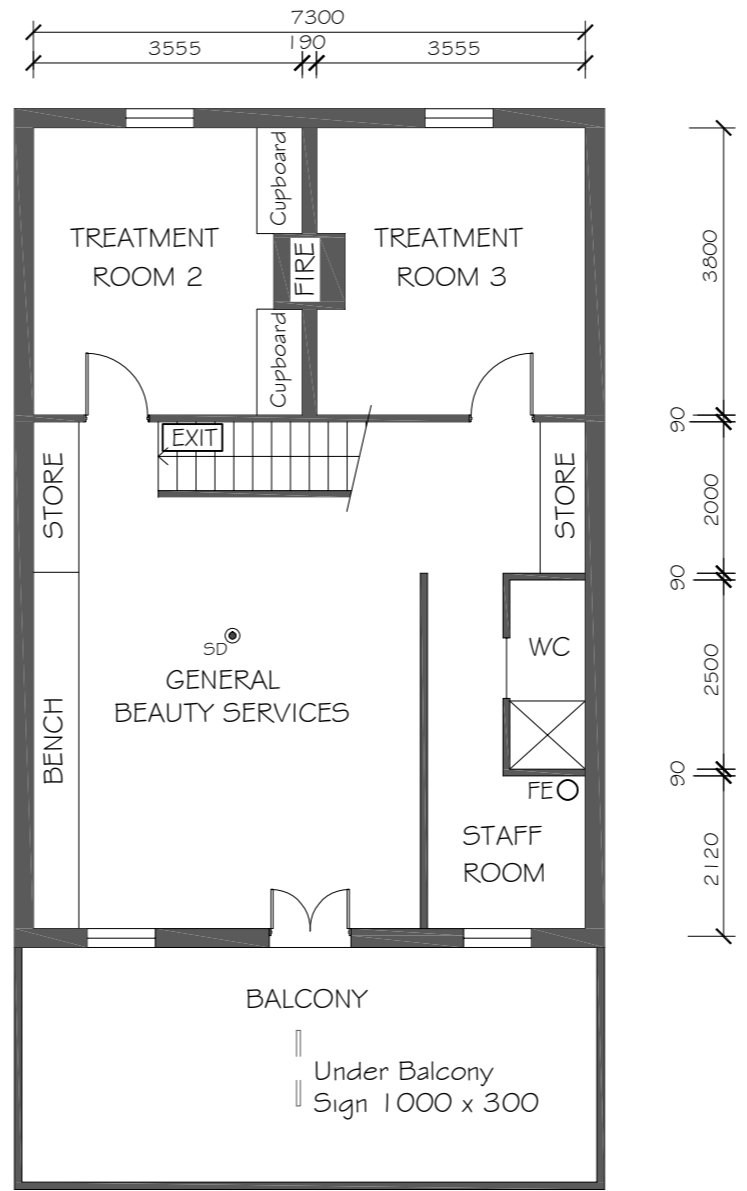 7300
3555
190
3555
Cupboard
TREATMENT
ROOM 2
FIRE
TREATMENT
ROOM 3
3800
Cupboard
EXIT
90
STORE
STORE
2000
90
SD
WC
GENERAL
BEAUTY SERVICES
2500
BENCH
90
FE
STAFF
ROOM
2120
BALCONY
Under Balcony
Sign 1000 x 300